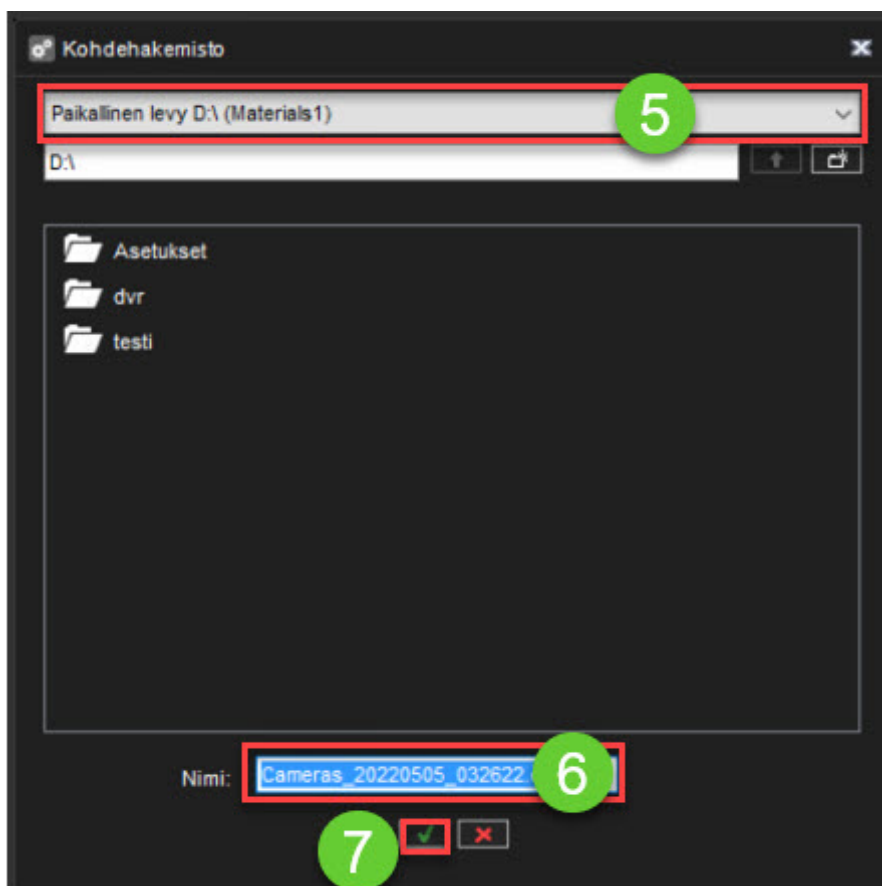 Kohdehakemisto
Paikallinen levy D:\ (Materials1)
5
D:\
Asetukset
dvr
testi
Nimi: Cameras_20220505_032622.
6
7